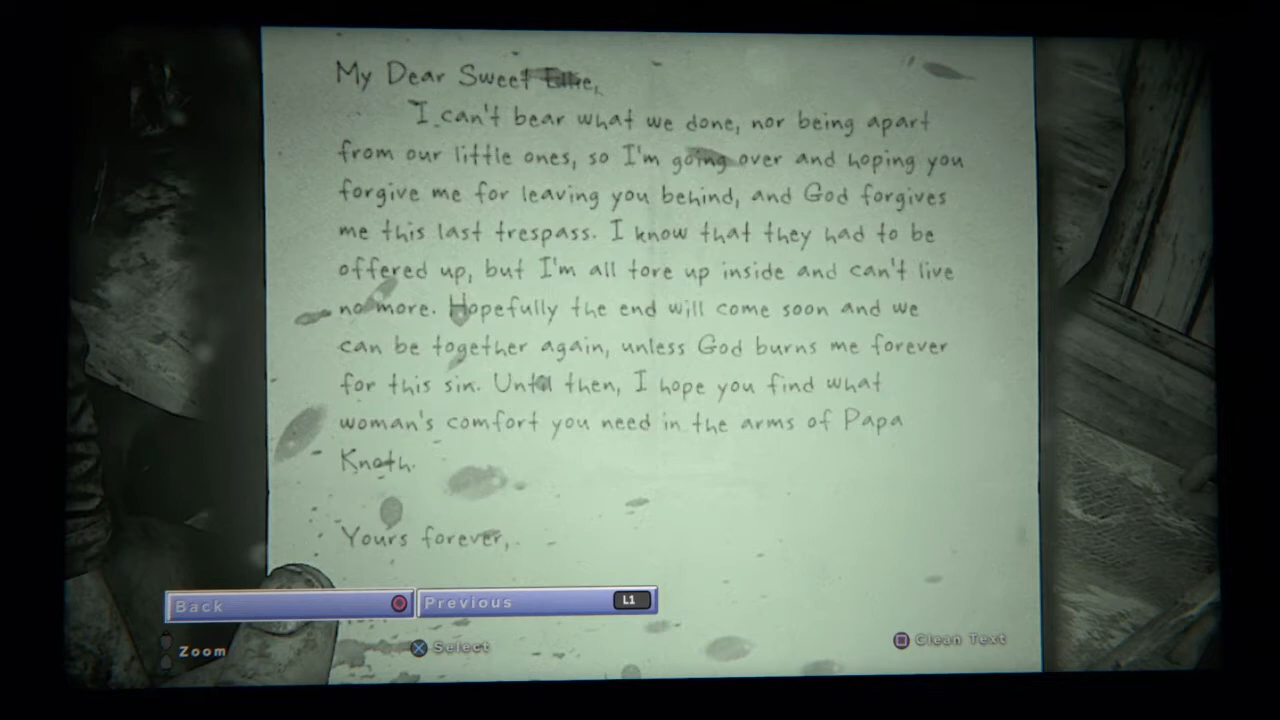 My Dear Sweet Ellie,
I can't bear what we done, nor being apart
from our little ones, so I'm going over and hoping you
forgive me for leaving you behind, and God forgives
me this last trespass. I know that they had to be
offered up, but I'm all tore up inside and can't live
no more. Hopefully the end will come soon and we
can be together again, unless God burns me forever
for this sin. Until then, I hope you find what
woman's comfort you need in the arms of Papa
Knoth.
Yours forever,
Back Previous L1
Zoom Select Clean Text